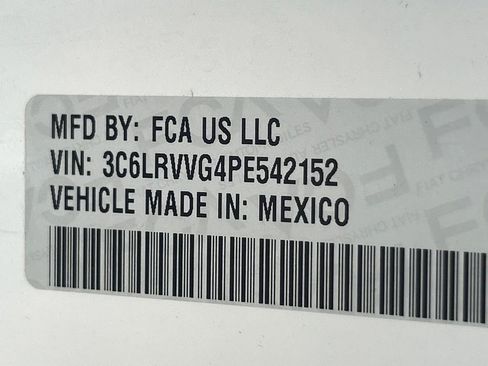 MFD BY: FCA US LLC
VIN: 3C6LRVVG4PE542152
VEHICLE MADE IN: MEXICO